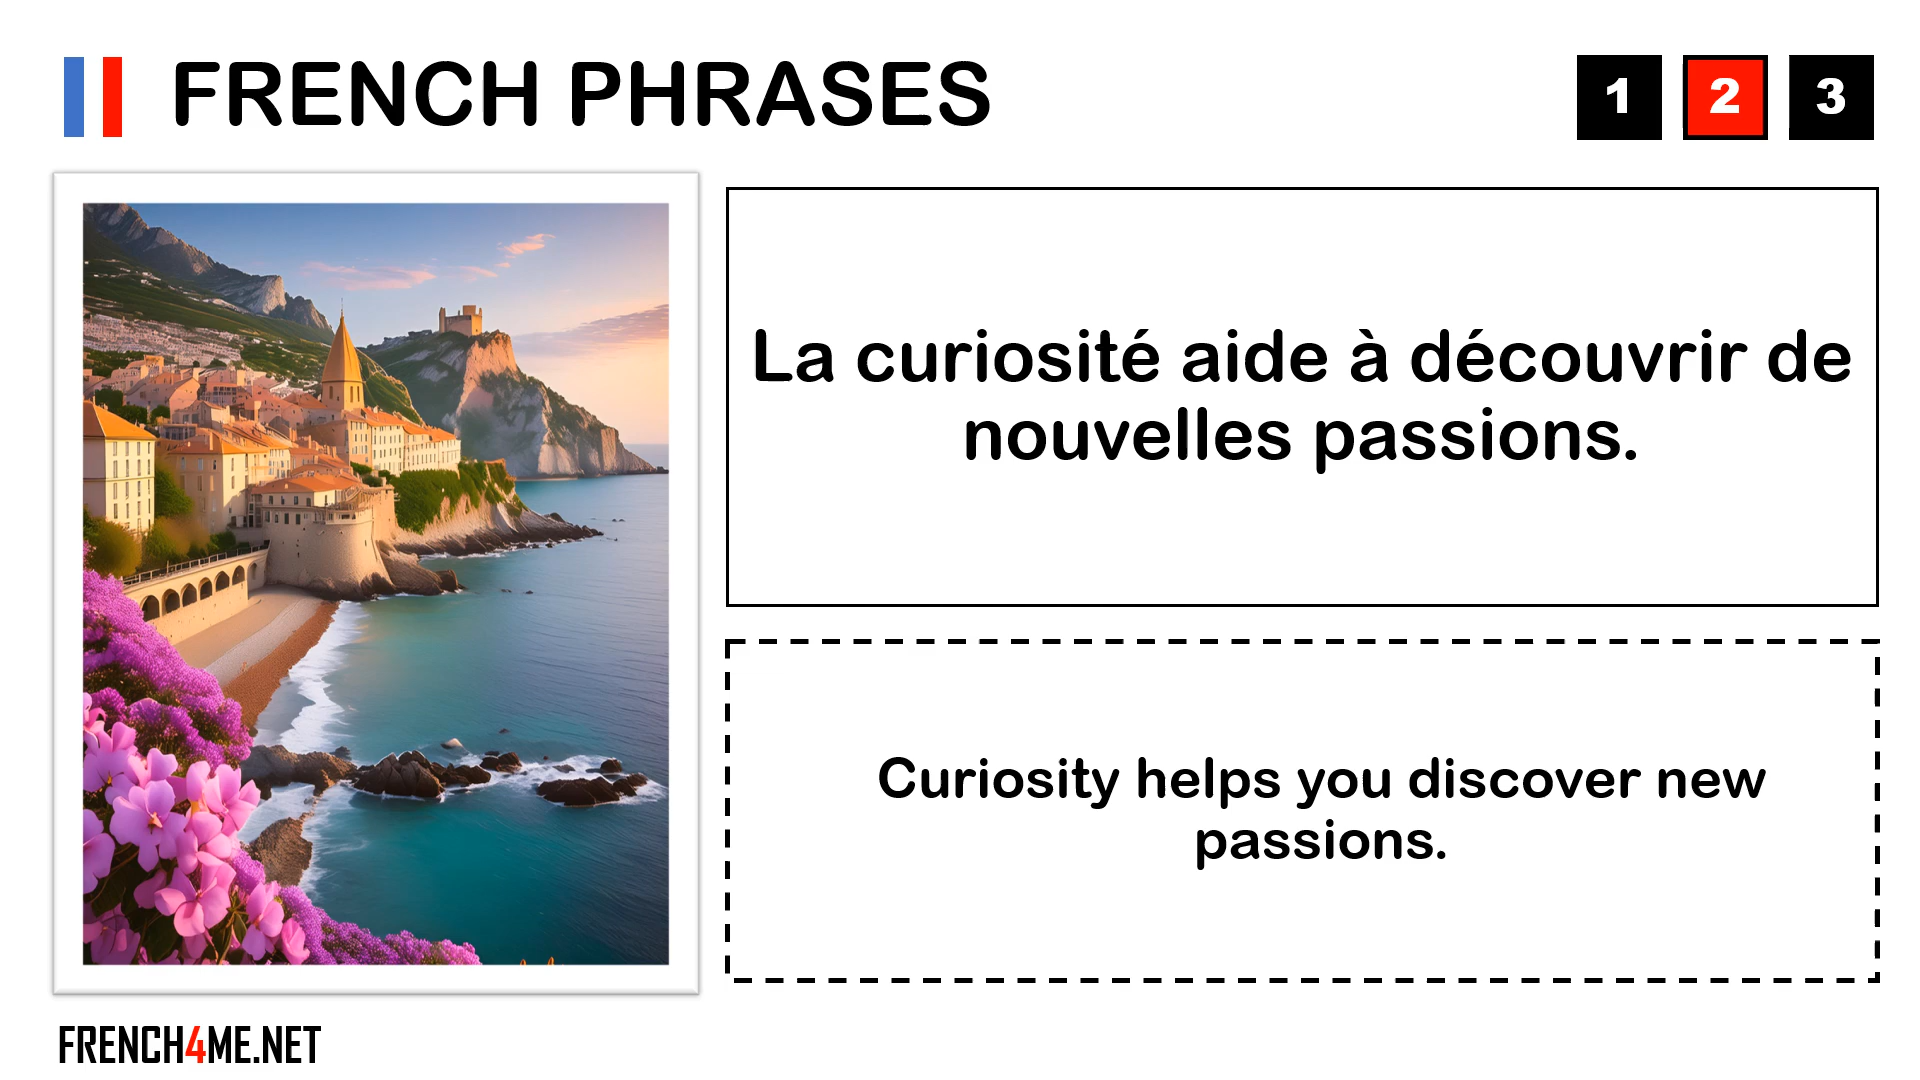 FRENCH PHRASES
1 2 3
La curiosité aide à découvrir de
nouvelles passions.
Curiosity helps you discover new
passions.
FRENCH4ME.NET